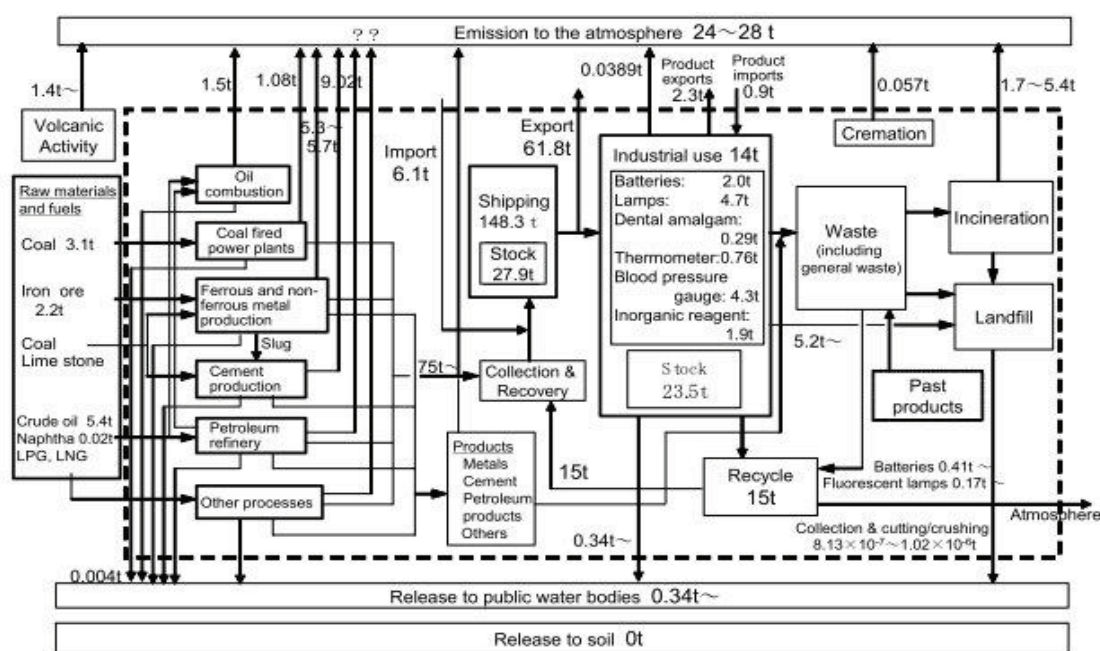 ? ?
Emission to the atmosphere 24～28 t
1.4t～
1.5t
1.08t
9.02t
5.3～
5.7t
0.0389t
Product
exports
2.3t
Product
imports
0.9t
0.057t
1.7～5.4t
Volcanic
Activity
Import
6.1t
Export
61.8t
Cremation
Raw materials
and fuels
Coal 3.1t
Iron ore
2.2t
Coal
Lime stone
Crude oil 5.4t
Naphtha 0.02t
LPG, LNG
Oil
combustion
Coal fired
power plants
Ferrous and non-
ferrous metal
production
Slug
Cement
production
Petroleum
refinery
Other processes
75t～
Shipping
148.3 t
Stock
27.9t
Collection &
Recovery
15t
Products
Metals
Cement
Petroleum
products
Others
Industrial use 14t
Batteries: 2.0t
Lamps: 4.7t
Dental amalgam:
0.29t
Thermometer:0.76t
Blood pressure
gauge: 4.3t
Inorganic reagent:
1.9t
Stock
23.5t
Waste
(including
general waste)
Incineration
Landfill
5.2t～
Past
products
Recycle
15t
Batteries 0.41t ～
Fluorescent lamps 0.17t～
Atmosphere
Collection & cutting/crushing
8.13×10⁻⁷～1.02×10⁻⁶t
0.34t～
0.004t
Release to public water bodies 0.34t～
Release to soil 0t